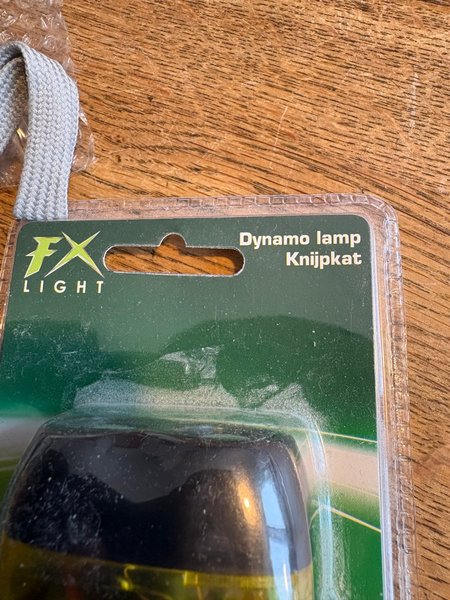 FX
LIGHT
Dynamo lamp
Knijpkat